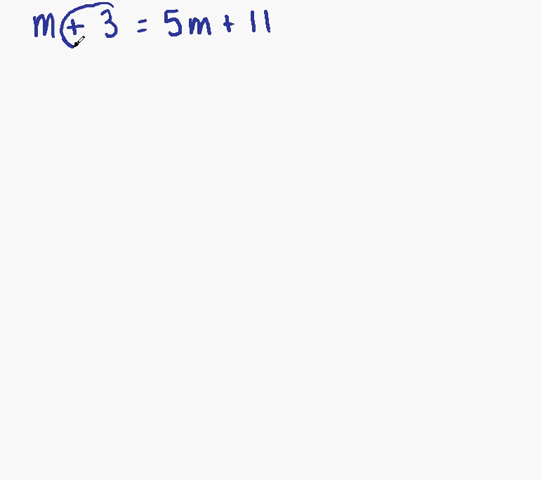 m + 3 = 5m + 11